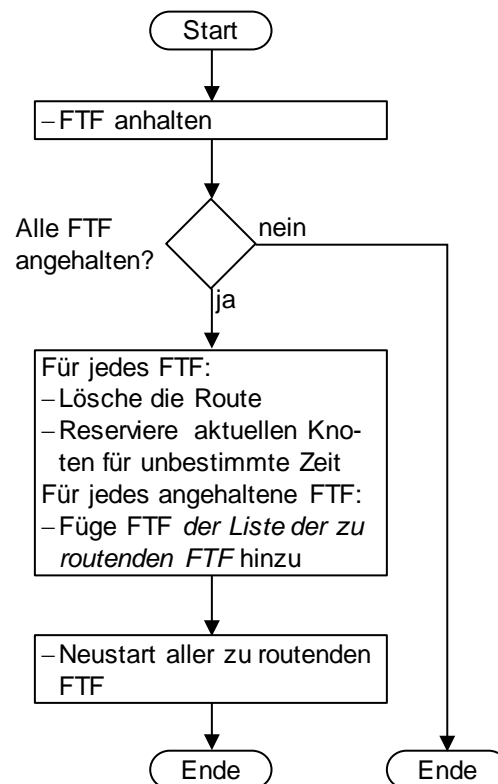 Start
– FTF anhalten
Alle FTF
angehalten?
nein
ja
Für jedes FTF:
– Lösche die Route
– Reserviere aktuellen Kno-
ten für unbestimmte Zeit
Für jedes angehaltene FTF:
– Füge FTF der Liste der zu
routenden FTF hinzu
– Neustart aller zu routenden
FTF
Ende
Ende